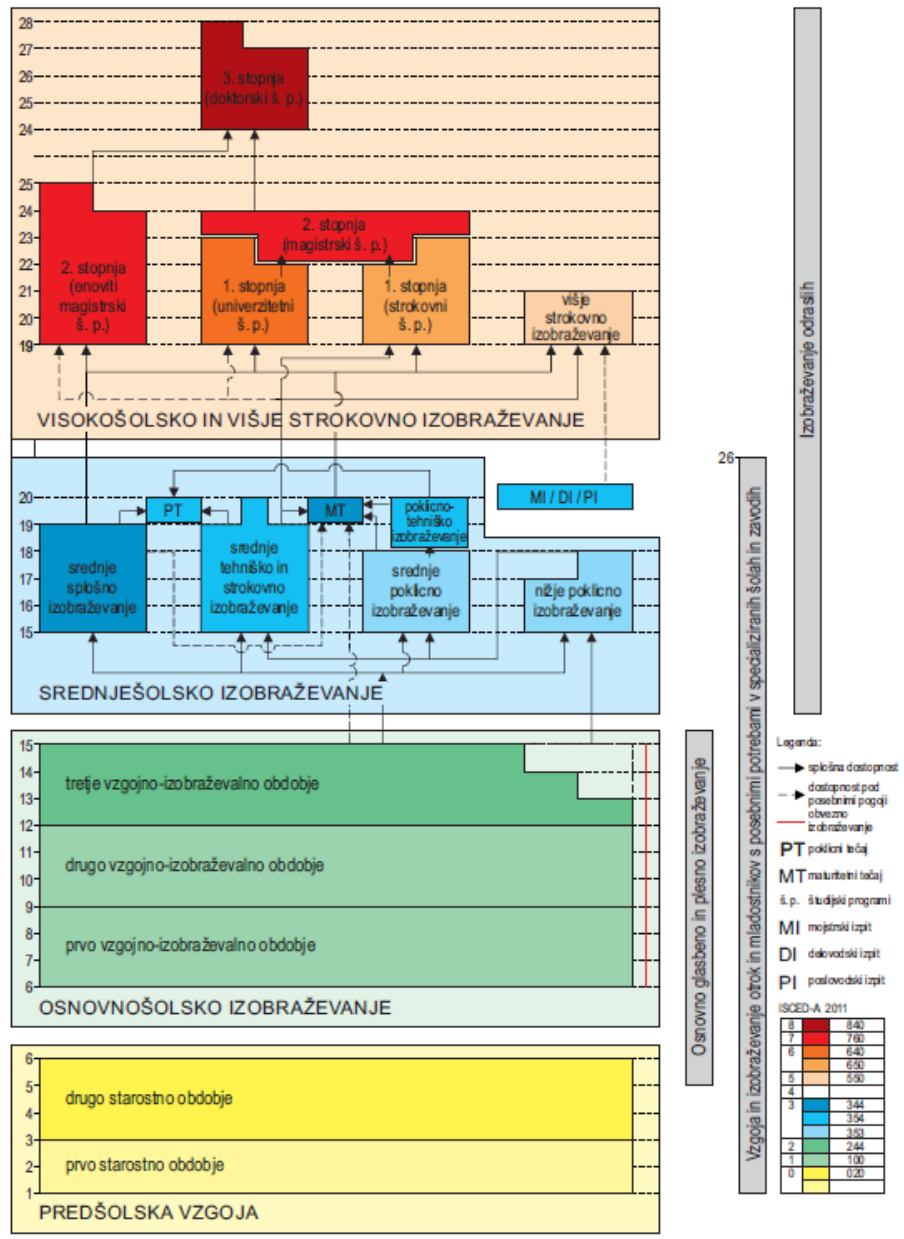 28
27
26
25
24
3. stopnja
(doktorski š. p.)
25
24
23
22
21
20
19
2. stopnja
(enoviti
magistrski
š. p.)
2. stopnja
(magistrski š. p.)
1. stopnja
(univerzitetni
š. p.)
1. stopnja
(strokovni
š. p.)
višje
strokovno
izobraževanje
VISOKOŠOLSKO IN VIŠJE STROKOVNO IZOBRAŽEVANJE
20
19
18
17
16
15
PT
MT
MI / DI / PI
srednje
splošno
izobraževanje
srednje
tehniško in
strokovno
izobraževanje
poklicno-
tehniško
izobraževanje
srednje
poklicno
izobraževanje
nižje poklicno
izobraževanje
SREDNJEŠOLSKO IZOBRAŽEVANJE
15
14
13
12
11
10
9
8
7
6
tretje vzgojno-izobraževalno obdobje
drugo vzgojno-izobraževalno obdobje
prvo vzgojno-izobraževalno obdobje
OSNOVNOŠOLSKO IZOBRAŽEVANJE
6
5
4
3
2
1
drugo starostno obdobje
prvo starostno obdobje
PREDŠOLSKA VZGOJA
Osnovno glasbeno in plesno izobraževanje
26
Vzgoja in izobraževanje otrok in mladostnikov s posebnimi potrebami v specializiranih šolah in zavodih
Izobraževanje odraslih
Legenda:
splošna dostopnost
dostopnost pod
posebnimi pogoji
obvezno
izobraževanje
PT poklicni tečaj
MT maturitetni tečaj
š. p. študijski programi
MI mojstrski izpit
DI delovodski izpit
PI poslovodski izpit
ISCED-A 2011
8 840
7 760
6 640
650
5 550
4
3 344
354
353
2 244
1 100
0 020